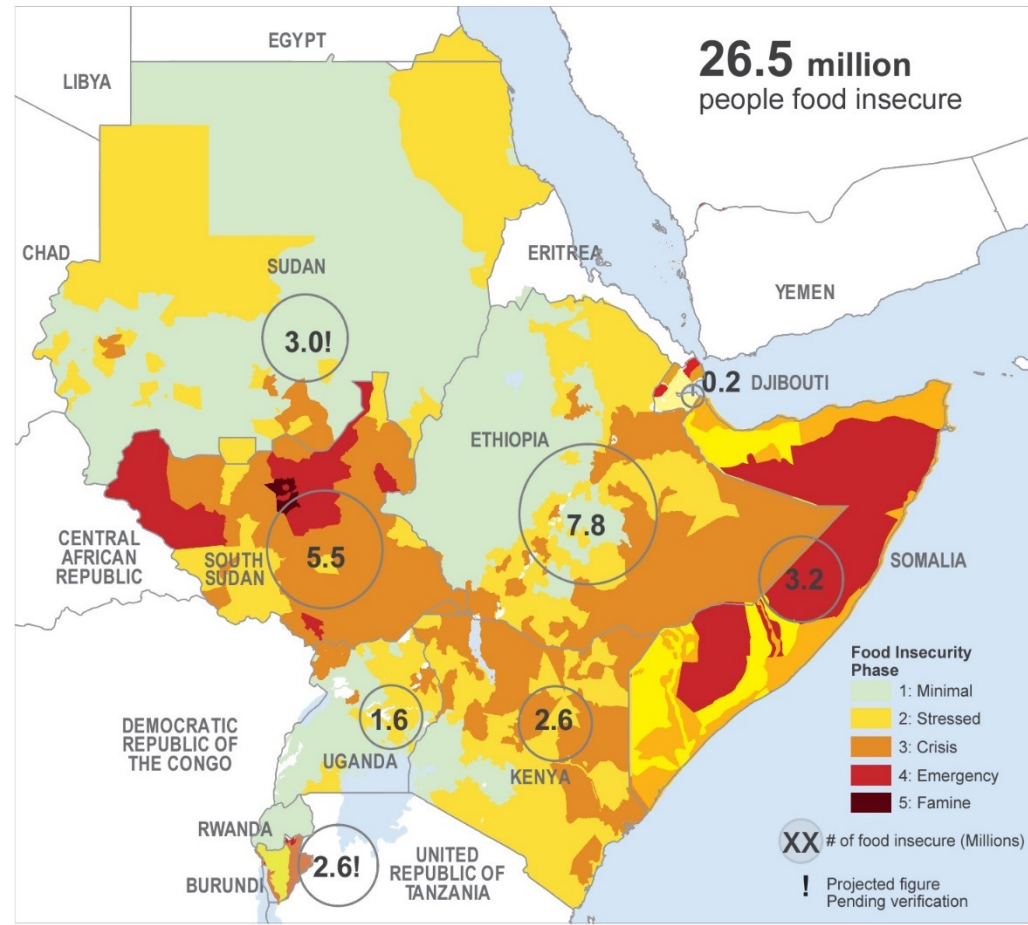 EGYPT
LIBYA
26.5 million
people food insecure
CHAD
SUDAN
ERITREA
YEMEN
3.0!
0.2 DJIBOUTI
ETHIOPIA
7.8
CENTRAL
AFRICAN
REPUBLIC
SOUTH
SUDAN
5.5
3.2
SOMALIA
Food Insecurity
Phase
1: Minimal
2: Stressed
3: Crisis
4: Emergency
5: Famine
DEMOCRATIC
REPUBLIC OF
THE CONGO
1.6
UGANDA
2.6
KENYA
RWANDA
BURUNDI
2.6!
UNITED
REPUBLIC OF
TANZANIA
XX # of food insecure (Millions)
! Projected figure
Pending verification